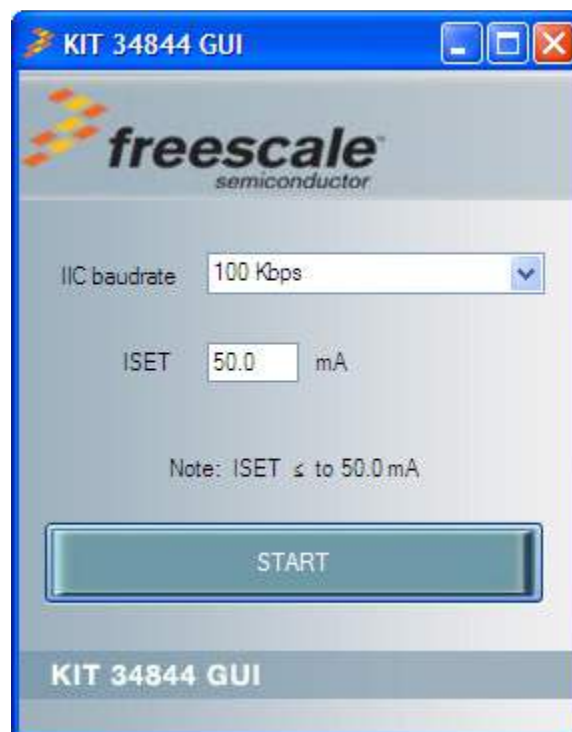 KIT 34844 GUI
freescale™
semiconductor
IIC baudrate 100 Kbps
ISET 50.0 mA
Note: ISET ≤ to 50.0 mA
START
KIT 34844 GUI